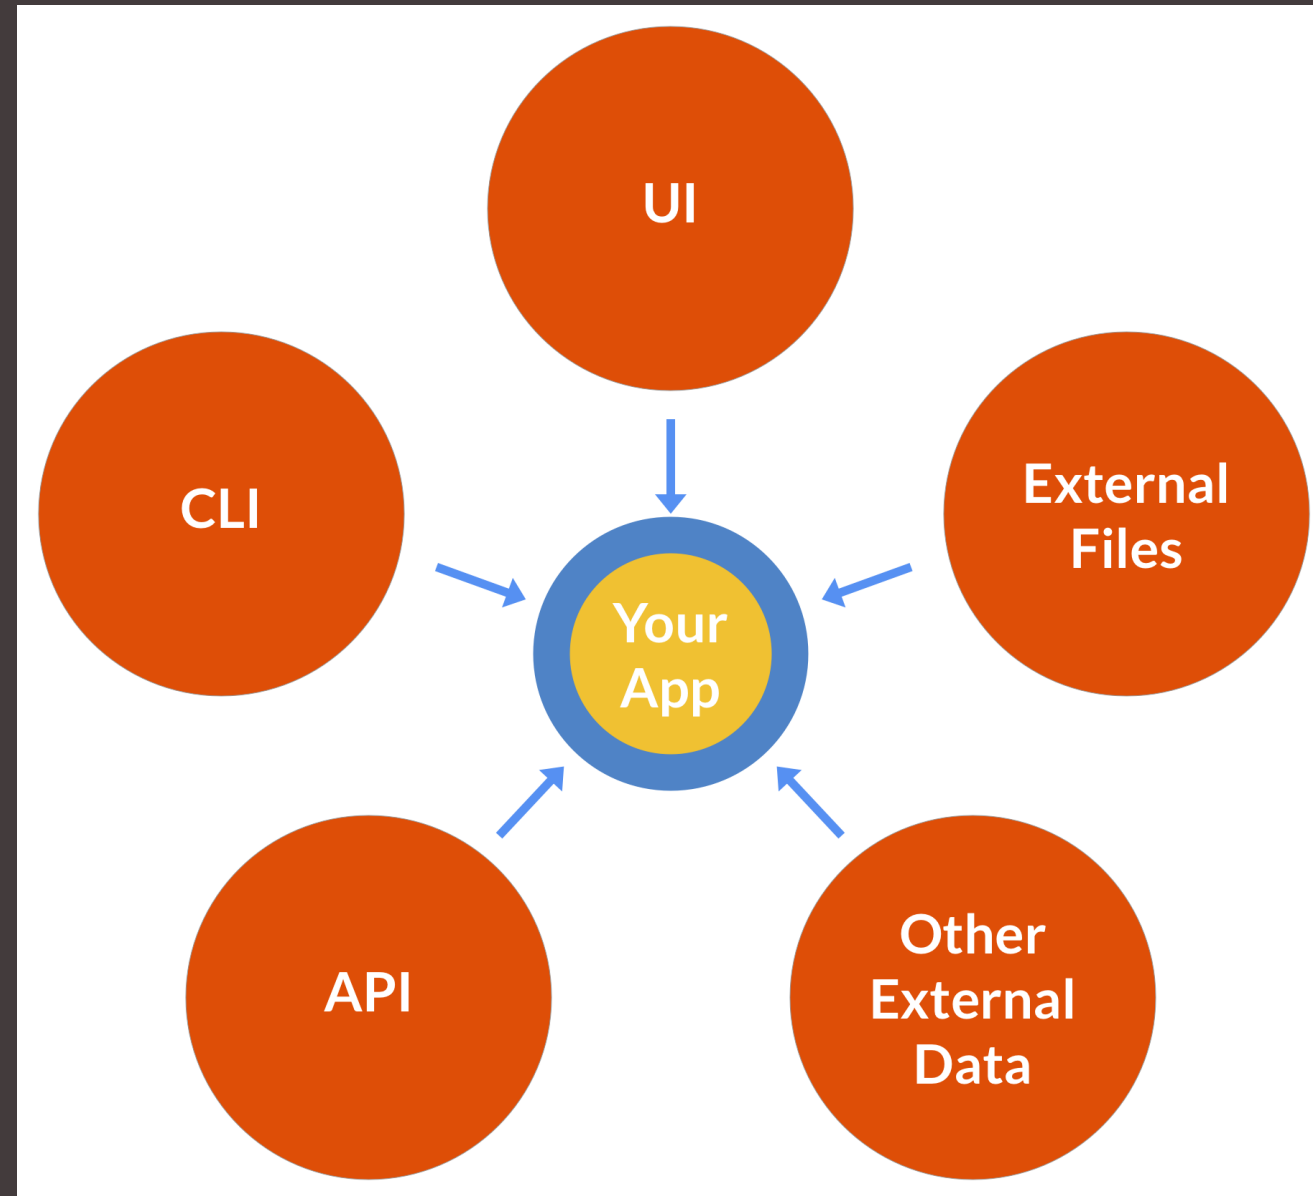 UI
CLI
External
Files
Your
App
API
Other
External
Data